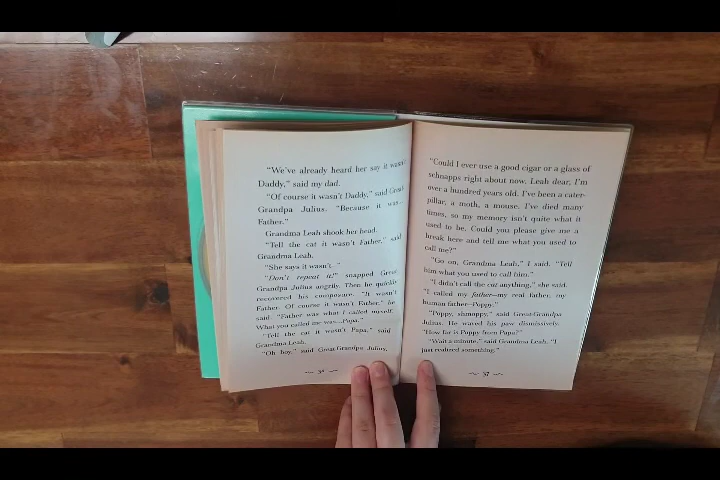 "We've already heard her say it wasn't
Daddy," said my dad.
"Of course it wasn't Daddy," said Great-
Grandpa Julius. "Because it was—
Father."
Grandma Leah shook her head.
"Tell the cat it wasn't Father," said
Grandma Leah.
"She says it wasn't—"
"Don't repeat it!" snapped Great-
Grandpa Julius angrily. Then he quickly
recovered his composure. "It wasn't
Father. Of course it wasn't Father," he
said. "Father was what I called myself.
What you called me was...Papa."
"Tell the cat it wasn't Papa," said
Grandma Leah.
"Oh boy," said Great-Grandpa Julius,
36
"Could I ever use a good cigar or a glass of
schnapps right about now. Leah dear, I'm
over a hundred years old. I've been a cater-
pillar, a moth, a mouse. I've died many
times, so my memory isn't quite what it
used to be. Could you please give me a
break here and tell me what you used to
call me?"
"Go on, Grandma Leah," I said. "Tell
him what you used to call him."
"I didn't call the cat anything," she said.
"I called my father—my real father, my
human father—Poppy."
"Poppy, shmoppy," said Great-Grandpa
Julius. He waved his paw dismissively.
"How far is Poppy from Papa?"
"Wait a minute," said Grandma Leah. "I
just realized something."
37